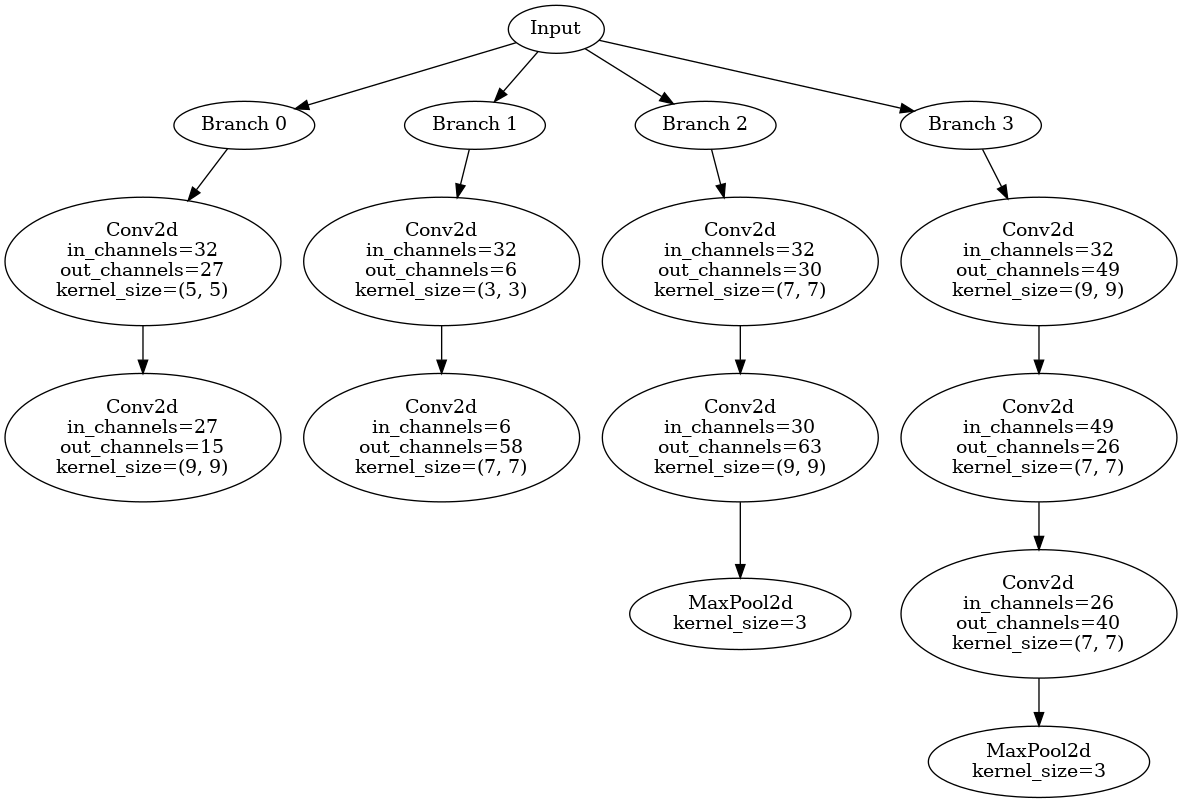 Input
Branch 0
Branch 1
Branch 2
Branch 3
Conv2d
in_channels=32
out_channels=27
kernel_size=(5, 5)
Conv2d
in_channels=32
out_channels=6
kernel_size=(3, 3)
Conv2d
in_channels=32
out_channels=30
kernel_size=(7, 7)
Conv2d
in_channels=32
out_channels=49
kernel_size=(9, 9)
Conv2d
in_channels=27
out_channels=15
kernel_size=(9, 9)
Conv2d
in_channels=6
out_channels=58
kernel_size=(7, 7)
Conv2d
in_channels=30
out_channels=63
kernel_size=(9, 9)
Conv2d
in_channels=49
out_channels=26
kernel_size=(7, 7)
MaxPool2d
kernel_size=3
Conv2d
in_channels=26
out_channels=40
kernel_size=(7, 7)
MaxPool2d
kernel_size=3